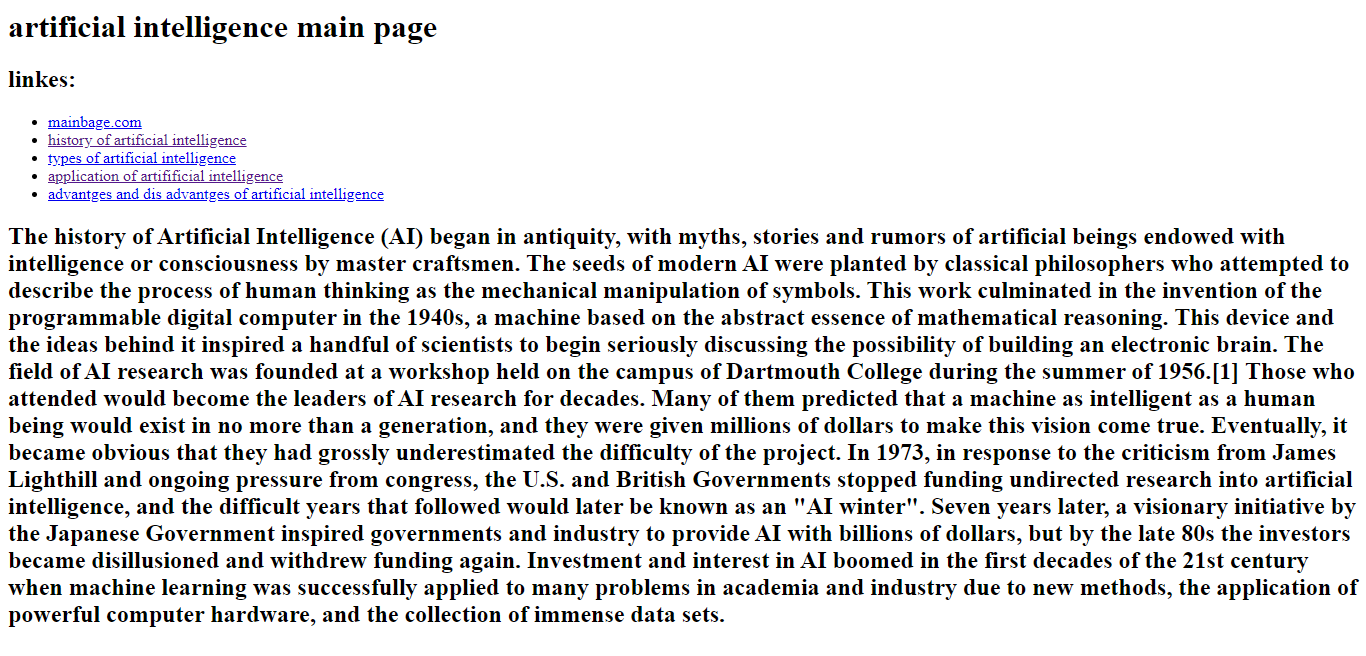 artificial intelligence main page
linkes:
mainbage.com
history of artificial intelligence
types of artificial intelligence
application of artifificial intelligence
advantges and dis advantges of artificial intelligence
The history of Artificial Intelligence (AI) began in antiquity, with myths, stories and rumors of artificial beings endowed with
intelligence or consciousness by master craftsmen. The seeds of modern AI were planted by classical philosophers who attempted to
describe the process of human thinking as the mechanical manipulation of symbols. This work culminated in the invention of the
programmable digital computer in the 1940s, a machine based on the abstract essence of mathematical reasoning. This device and
the ideas behind it inspired a handful of scientists to begin seriously discussing the possibility of building an electronic brain. The
field of AI research was founded at a workshop held on the campus of Dartmouth College during the summer of 1956.[1] Those who
attended would become the leaders of AI research for decades. Many of them predicted that a machine as intelligent as a human
being would exist in no more than a generation, and they were given millions of dollars to make this vision come true. Eventually, it
became obvious that they had grossly underestimated the difficulty of the project. In 1973, in response to the criticism from James
Lighthill and ongoing pressure from congress, the U.S. and British Governments stopped funding undirected research into artificial
intelligence, and the difficult years that followed would later be known as an "AI winter". Seven years later, a visionary initiative by
the Japanese Government inspired governments and industry to provide AI with billions of dollars, but by the late 80s the investors
became disillusioned and withdrew funding again. Investment and interest in AI boomed in the first decades of the 21st century
when machine learning was successfully applied to many problems in academia and industry due to new methods, the application of
powerful computer hardware, and the collection of immense data sets.